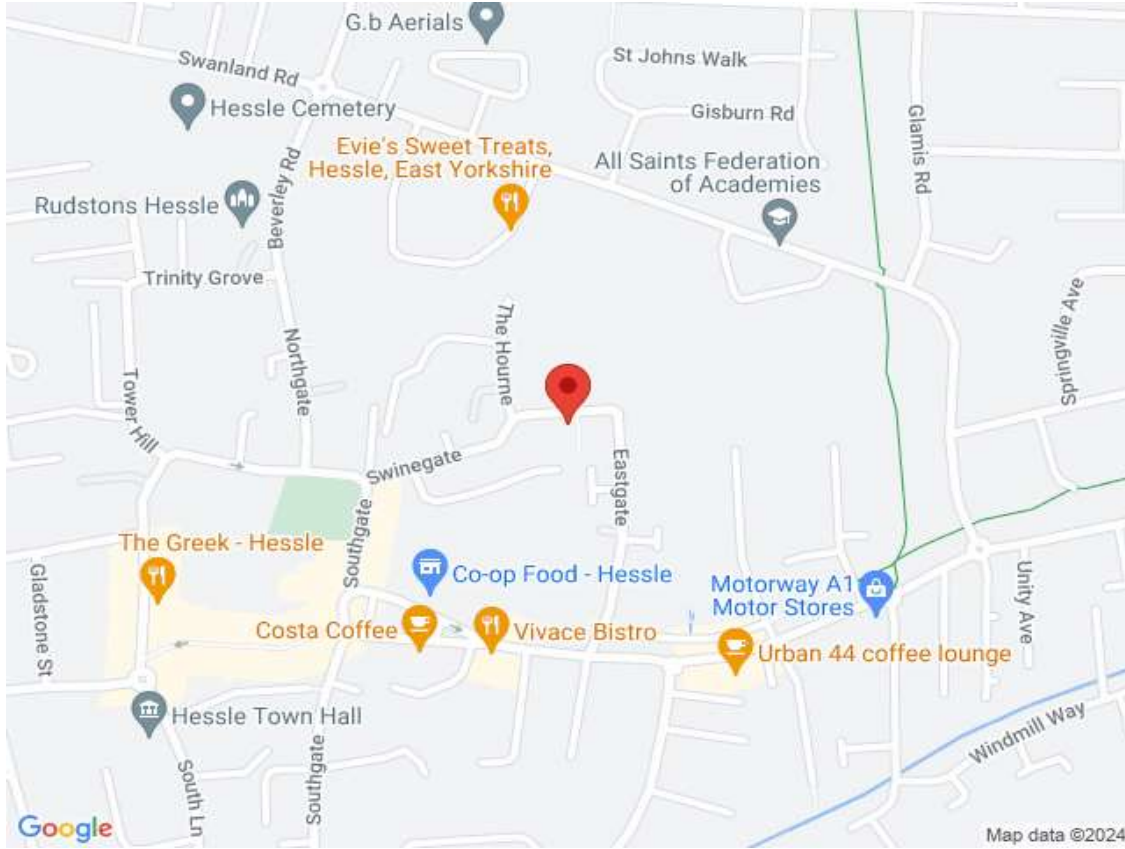 G.b Aerials
Swanland Rd
St Johns Walk
Hessle Cemetery
Gisburn Rd
Glamis Rd
Evie's Sweet Treats,
Hessle, East Yorkshire
All Saints Federation
of Academies
Beverley Rd
Rudstons Hessle
Trinity Grove
Springville Ave
The Hourne
Northgate
Tower Hill
Swinegate
Eastgate
Southgate
The Greek - Hessle
Gladstone St
Co-op Food - Hessle
Motorway A1
Motor Stores
Unity Ave
Costa Coffee
Vivace Bistro
Urban 44 coffee lounge
Hessle Town Hall
Windmill Way
South Ln
Southgate
Google
Map data ©2024